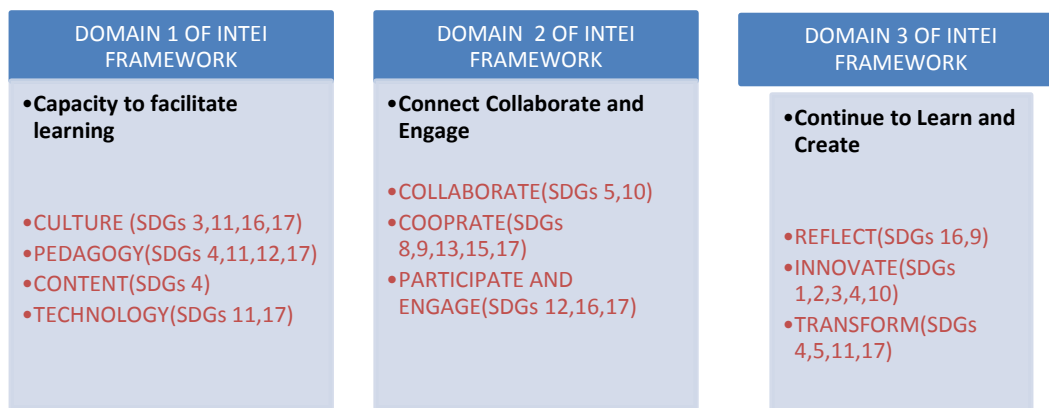 DOMAIN 1 OF INTEI
FRAMEWORK
•Capacity to facilitate
learning
•CULTURE (SDGs 3,11,16,17)
•PEDAGOGY(SDGs 4,11,12,17)
•CONTENT(SDGs 4)
•TECHNOLOGY(SDGs 11,17)
DOMAIN  2 OF INTEI
FRAMEWORK
•Connect Collaborate and
Engage
•COLLABORATE(SDGs 5,10)
•COOPRATE(SDGs
8,9,13,15,17)
•PARTICIPATE AND
ENGAGE(SDGs 12,16,17)
DOMAIN 3 OF INTEI
FRAMEWORK
•Continue to Learn and
Create
•REFLECT(SDGs 16,9)
•INNOVATE(SDGs
1,2,3,4,10)
•TRANSFORM(SDGs
4,5,11,17)